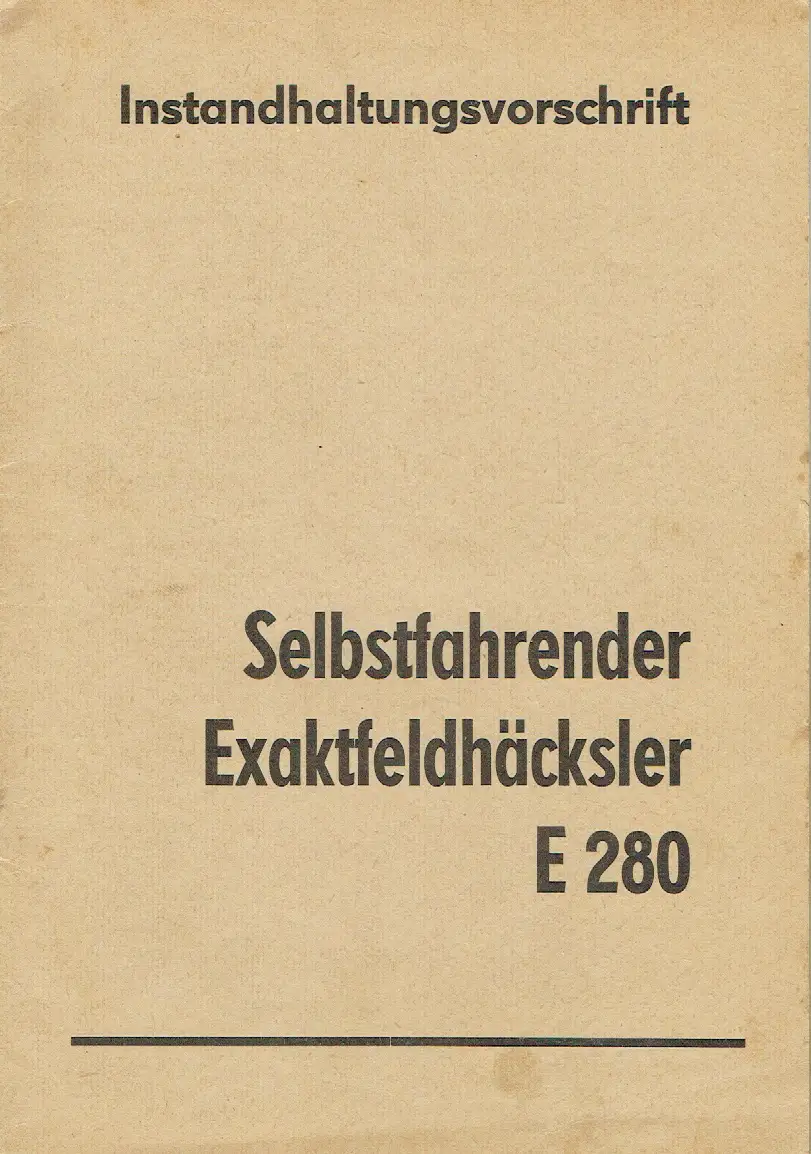 Instandhaltungsvorschrift
Selbstfahrender
Exaktfeldhäcksler
E 280